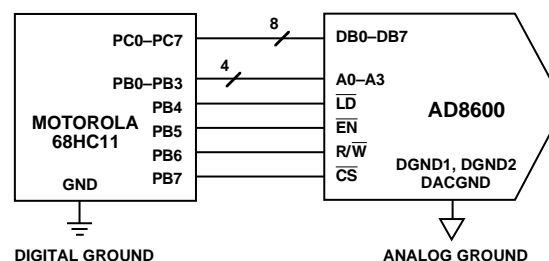 PC0–PC7
8
DB0–DB7
PB0–PB3
4
A0–A3
PB4
LD
MOTOROLA
68HC11
PB5
EN
AD8600
PB6
R/W
PB7
CS
GND
DGND1, DGND2
DACGND
DIGITAL GROUND
ANALOG GROUND